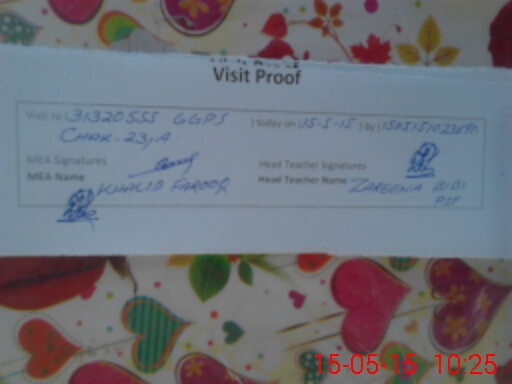 Visit Proof
Visit to (31320555 GGPS ) today on (15-5-15 ) by (
CHAK-23/A
MEA Signatures Head Teacher Signatures
MEA Name KHALID FAROOQ Head Teacher Name ZAREENA BIBI
PST
15-05-15 10:25